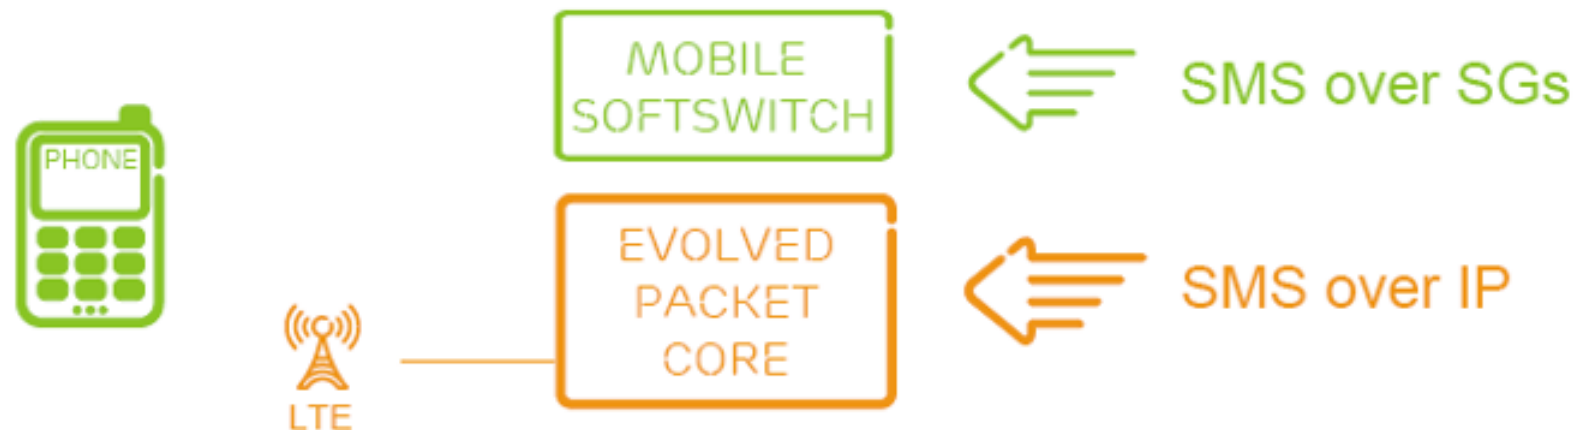 MOBILE
SOFTSWITCH
SMS over SGs
PHONE
EVOLVED
PACKET
CORE
SMS over IP
LTE